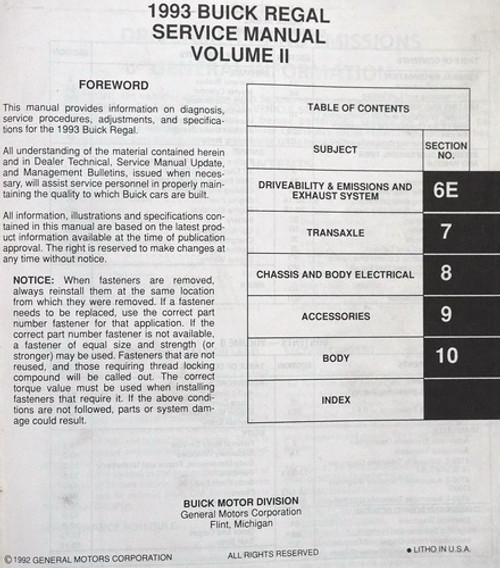 1993 BUICK REGAL
SERVICE MANUAL
VOLUME II
FOREWORD
This manual provides information on diagnosis,
service procedures, adjustments, and specifica-
tions for the 1993 Buick Regal.
All understanding of the material contained herein
and in Dealer Technical, Service Manual Update,
and Management Bulletins, issued when neces-
sary, will assist service personnel in properly main-
taining the quality to which Buick cars are built.
All information, illustrations and specifications con-
tained in this manual are based on the latest prod-
uct information available at the time of publication
approval. The right is reserved to make changes at
any time without notice.
NOTICE: When fasteners are removed,
always reinstall them at the same location
from which they were removed. If a fastener
needs to be replaced, use the correct part
number fastener for that application. If the
correct part number fastener is not available,
a fastener of equal size and strength (or
stronger) may be used. Fasteners that are not
reused, and those requiring thread locking
compound will be called out. The correct
torque value must be used when installing
fasteners that require it. If the above condi-
tions are not followed, parts or system dam-
age could result.
TABLE OF CONTENTS
SUBJECT
SECTION
NO.
DRIVEABILITY & EMISSIONS AND
EXHAUST SYSTEM
6E
TRANSAXLE
7
CHASSIS AND BODY ELECTRICAL
8
ACCESSORIES
9
BODY
10
INDEX
BUICK MOTOR DIVISION
General Motors Corporation
Flint, Michigan
©1992 GENERAL MOTORS CORPORATION
ALL RIGHTS RESERVED
● LITHO IN U.S.A.